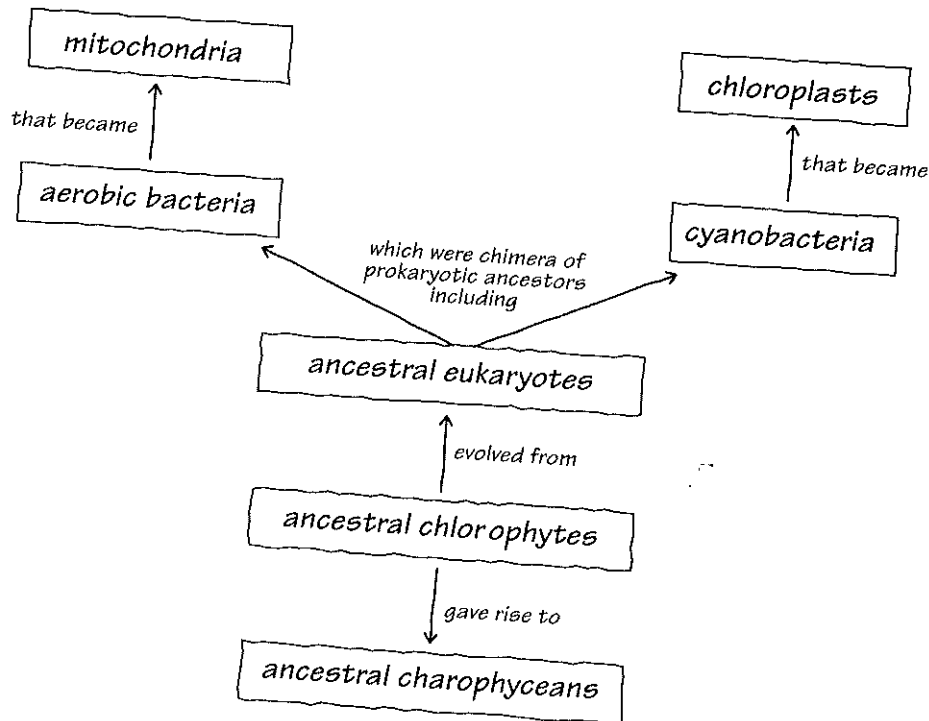 mitochondria
chloroplasts
that became
that became
aerobic bacteria
cyanobacteria
which were chimera of
prokaryotic ancestors
including
ancestral eukaryotes
evolved from
ancestral chlorophytes
gave rise to
ancestral charophyceans